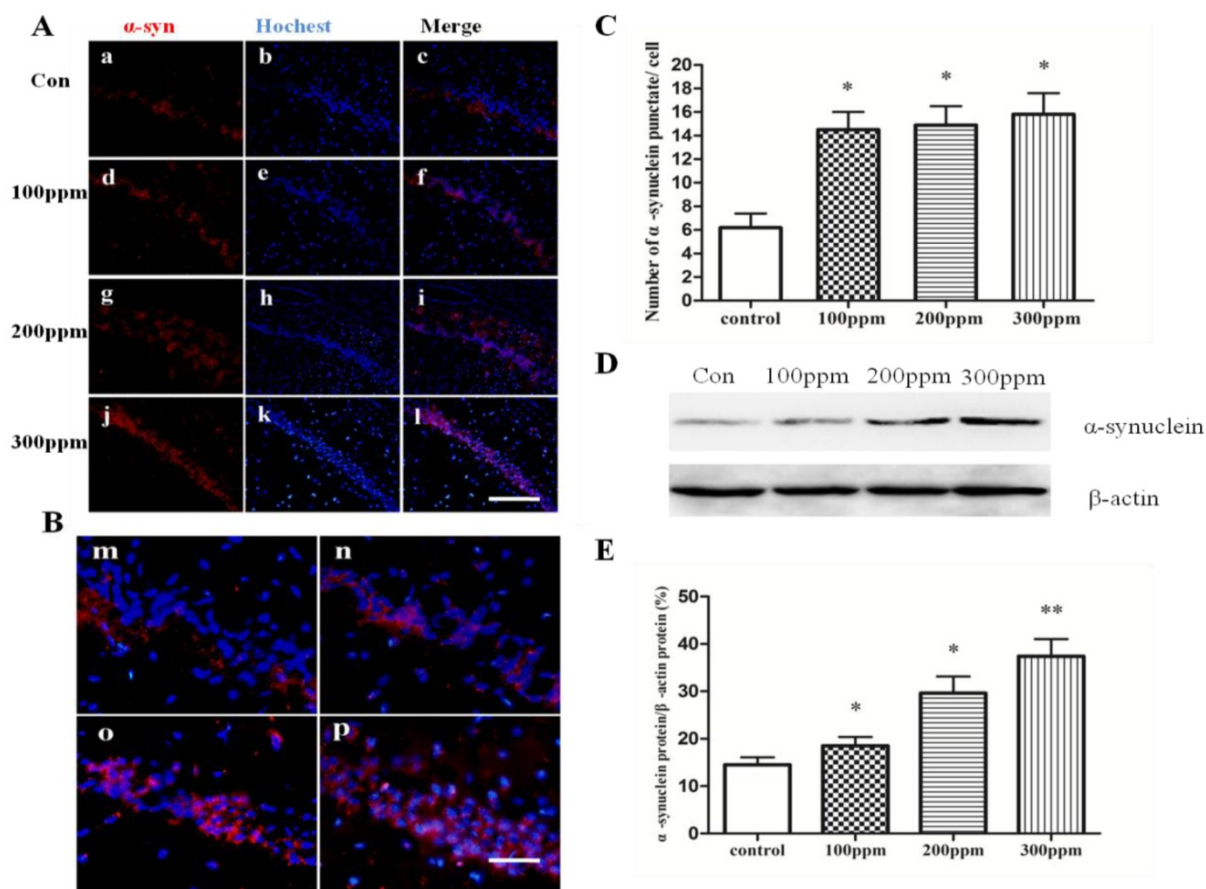 A
α-syn
Hochest
Merge
Con
a
b
c
100ppm
d
e
f
200ppm
g
h
i
300ppm
j
k
l
B
m
n
o
p
C
Number of α -synuclein punctate/ cell
20
18
16
14
12
10
8
6
4
2
0
*
*
*
control
100ppm
200ppm
300ppm
D
Con
100ppm
200ppm
300ppm
α-synuclein
β-actin
E
α -synuclein protein/β -actin protein (%)
50
40
30
20
10
0
*
*
**
control
100ppm
200ppm
300ppm